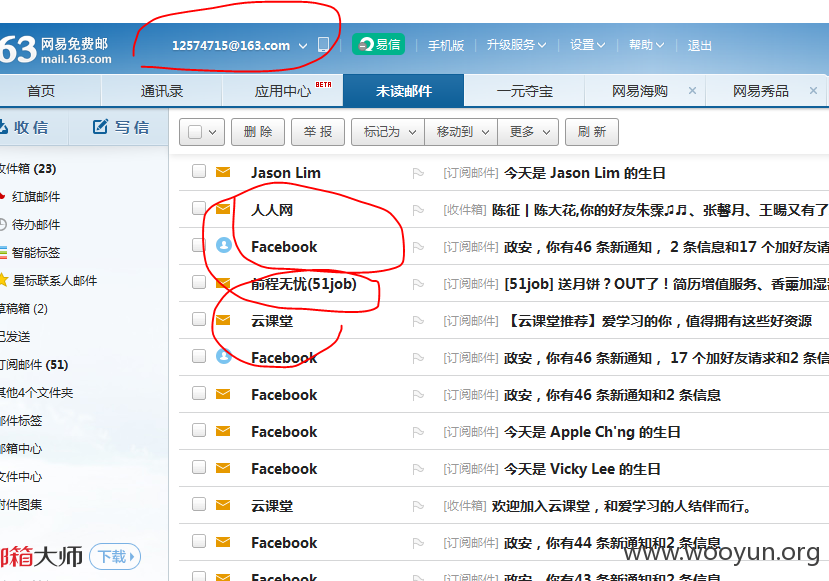 63 网易免费邮 mail.163.com 12574715@163.com 易信 手机版 升级服务 设置 帮助 退出
首页 通讯录 应用中心 BETA 未读邮件 一元夺宝 网易海购 × 网易秀品 ×
收信 写信 删 除 举 报 标记为 移动到 更多 刷 新
收件箱 (23)
红旗邮件
待办邮件
智能标签
星标联系人邮件
草稿箱 (2)
已发送
订阅邮件 (51)
其他4个文件夹
邮件标签
邮箱中心
文件中心
附件图集
邮箱大师 下载
Jason Lim [订阅邮件] 今天是 Jason Lim 的生日
人人网 [收件箱] 陈征丨陈大花,你的好友朱霂♫♫、张馨月、王暘又有了
Facebook [订阅邮件] 政安，你有46 条新通知， 2 条信息和17 个加好友请
前程无忧(51job) [订阅邮件] [51job] 送月饼？OUT了！简历增值服务、香薰加湿器
云课堂 [订阅邮件] 【云课堂推荐】爱学习的你，值得拥有这些好资源
Facebook [订阅邮件] 政安，你有46 条新通知， 17 个加好友请求和2 条信
Facebook [订阅邮件] 政安，你有46 条新通知和2 条信息
Facebook [订阅邮件] 今天是 Apple Ch'ng 的生日
Facebook [订阅邮件] 今天是 Vicky Lee 的生日
云课堂 [收件箱] 欢迎加入云课堂，和爱学习的人结伴而行。
Facebook [订阅邮件] 政安，你有44 条新通知和2 条信息
www.wooyun.org
Facebook [订阅邮件] 政安，你有43 条新通知和2 条信息